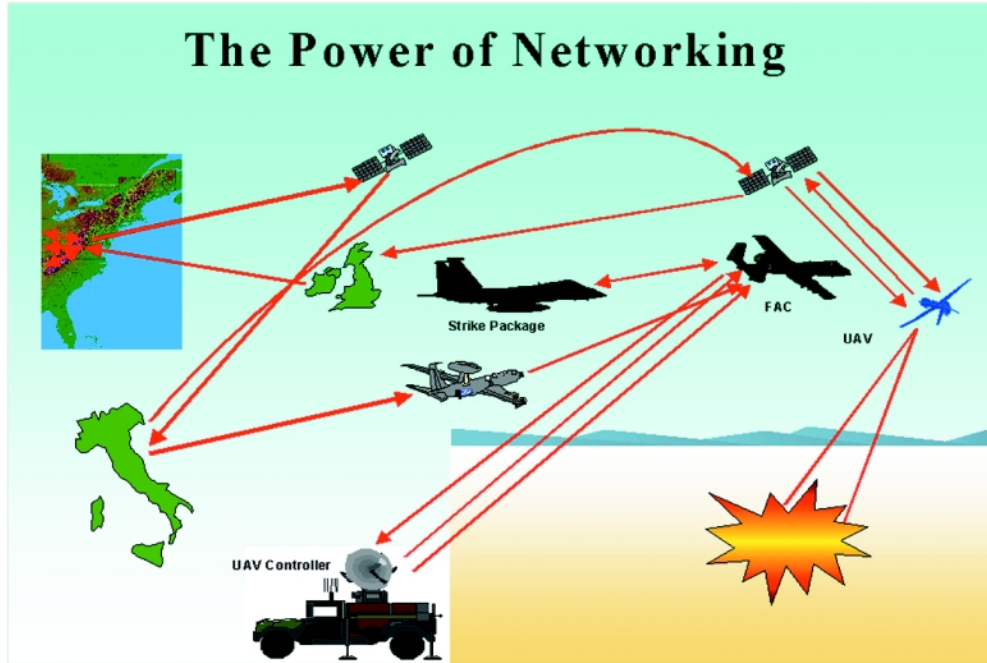 The Power of Networking
Strike Package
FAC
UAV
UAV Controller